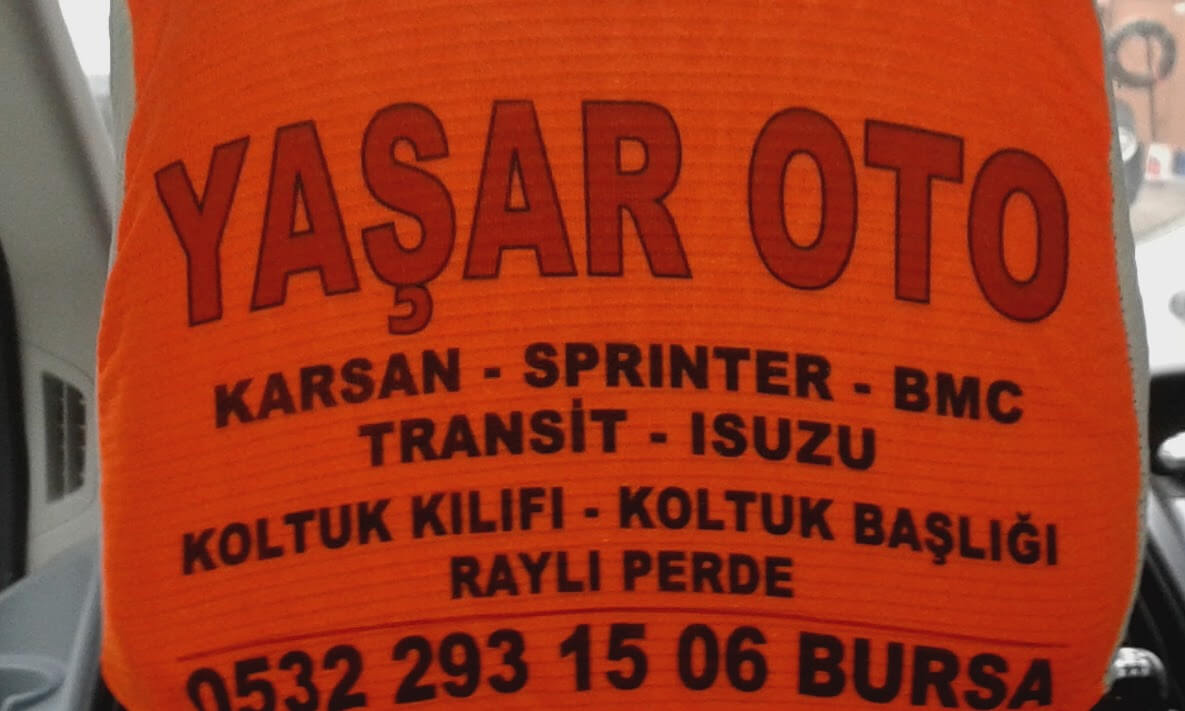 YAŞAR OTO
KARSAN - SPRINTER - BMC
TRANSİT - ISUZU
KOLTUK KILIFI - KOLTUK BAŞLIĞI
RAYLI PERDE
0532 293 15 06 BURSA